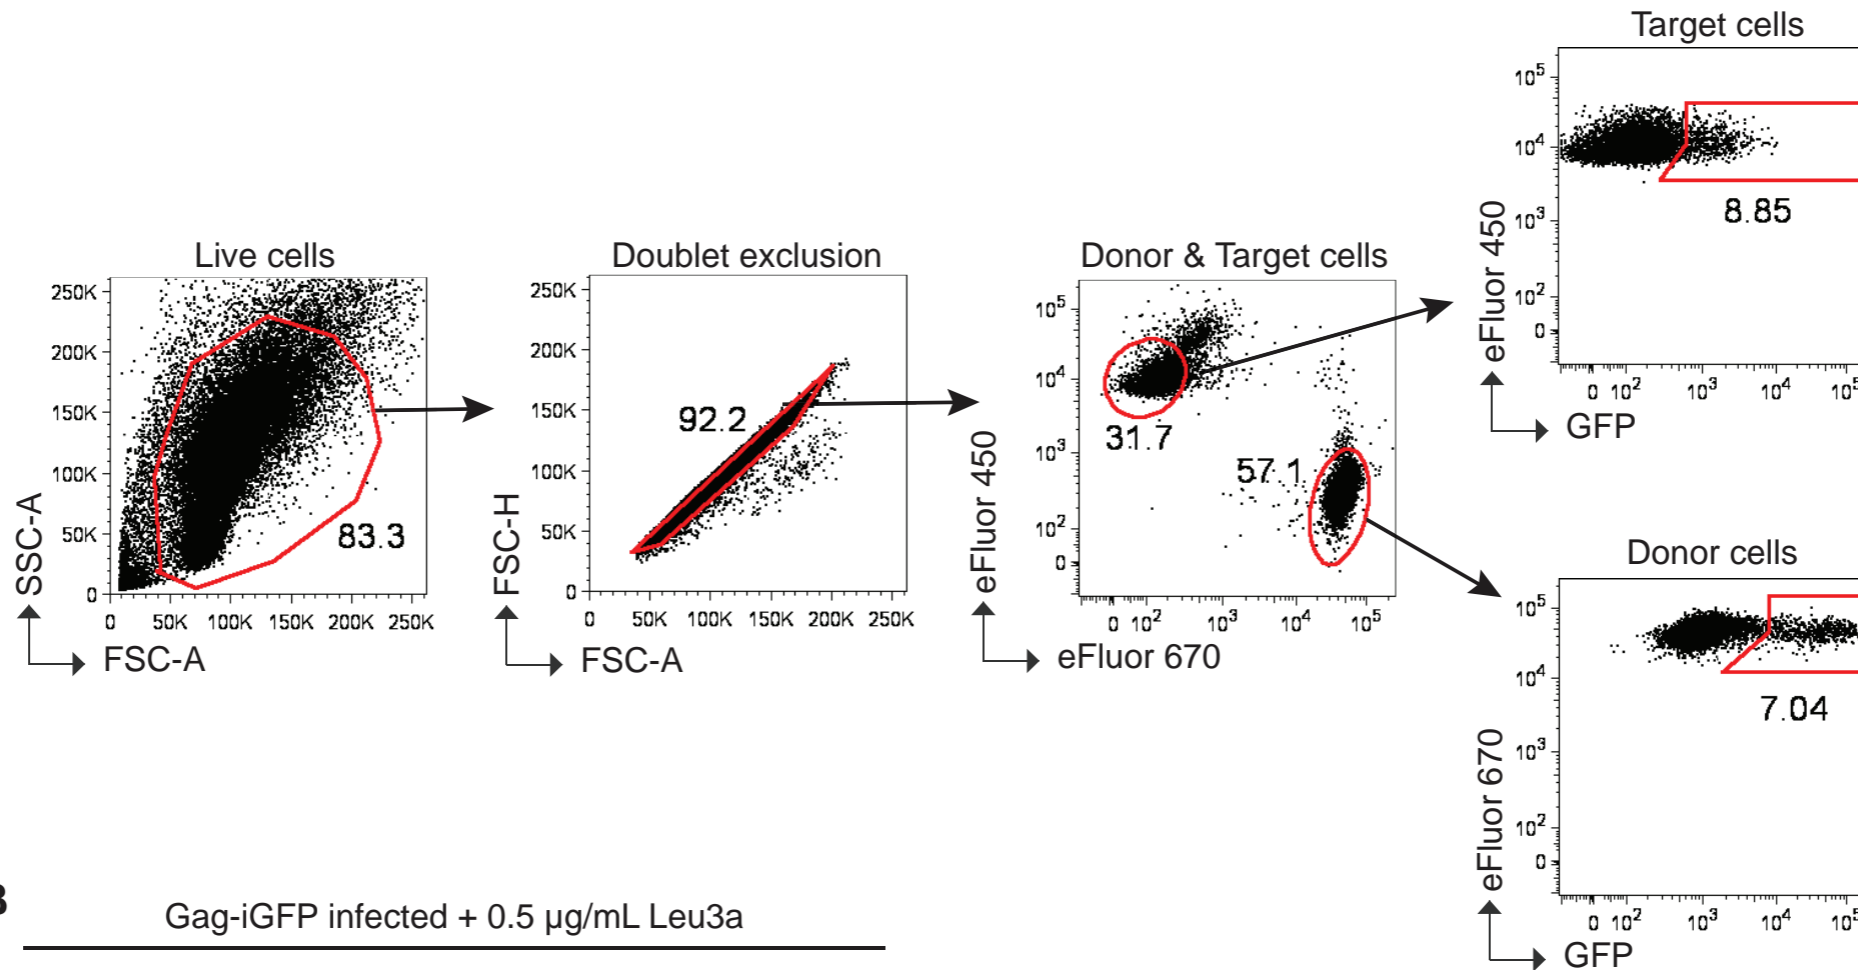 Target cells
10^5
10^4
10^3
10^2
0
eFluor 450
8.85
0 10^2 10^3 10^4 10^5
GFP
Live cells
250K
200K
150K
100K
50K
0
SSC-A
83.3
0 50K 100K 150K 200K 250K
FSC-A
Doublet exclusion
250K
200K
150K
100K
50K
0
FSC-H
92.2
0 50K 100K 150K 200K 250K
FSC-A
Donor & Target cells
10^5
10^4
10^3
10^2
0
eFluor 450
31.7
57.1
0 10^2 10^3 10^4 10^5
eFluor 670
Donor cells
10^5
10^4
10^3
10^2
0
eFluor 670
7.04
0 10^2 10^3 10^4 10^5
GFP
B
Gag-iGFP infected + 0.5 µg/mL Leu3a